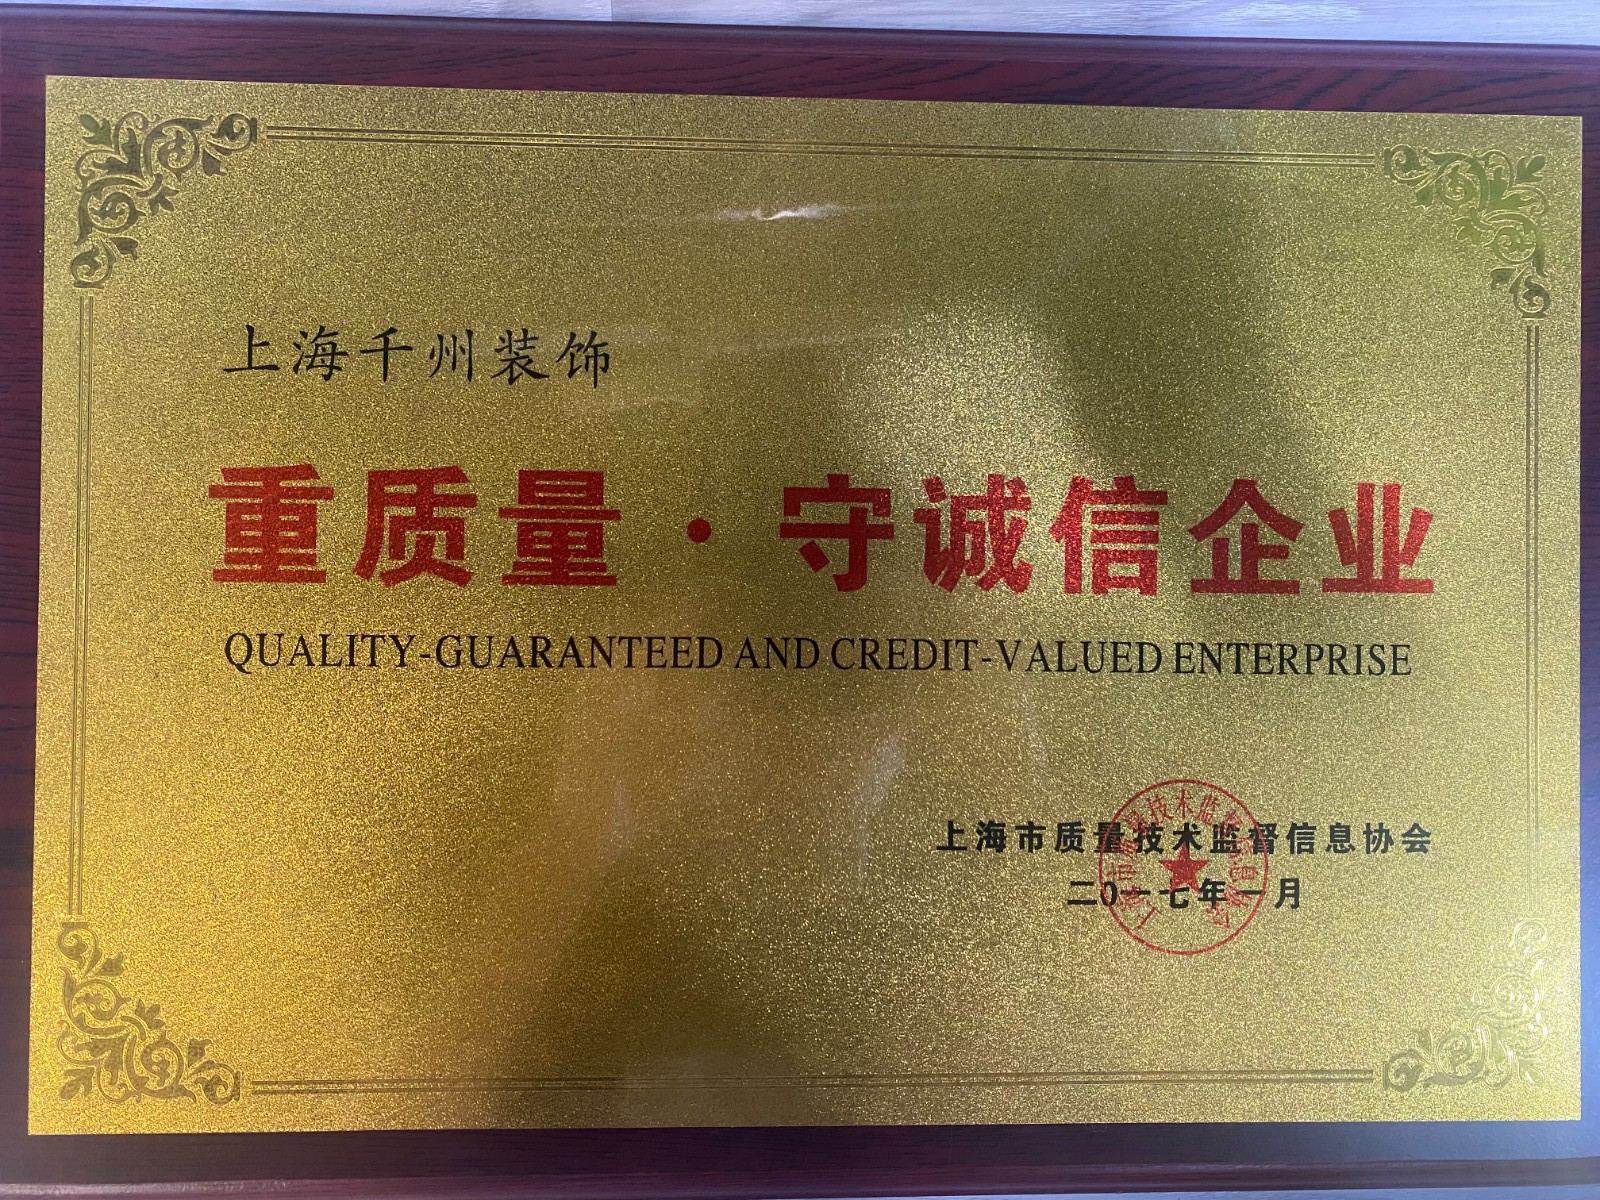 上海千州装饰
重质量·守诚信企业
QUALITY-GUARANTEED AND CREDIT-VALUED ENTERPRISE
上海市质量技术监督信息协会
二〇一七年一月